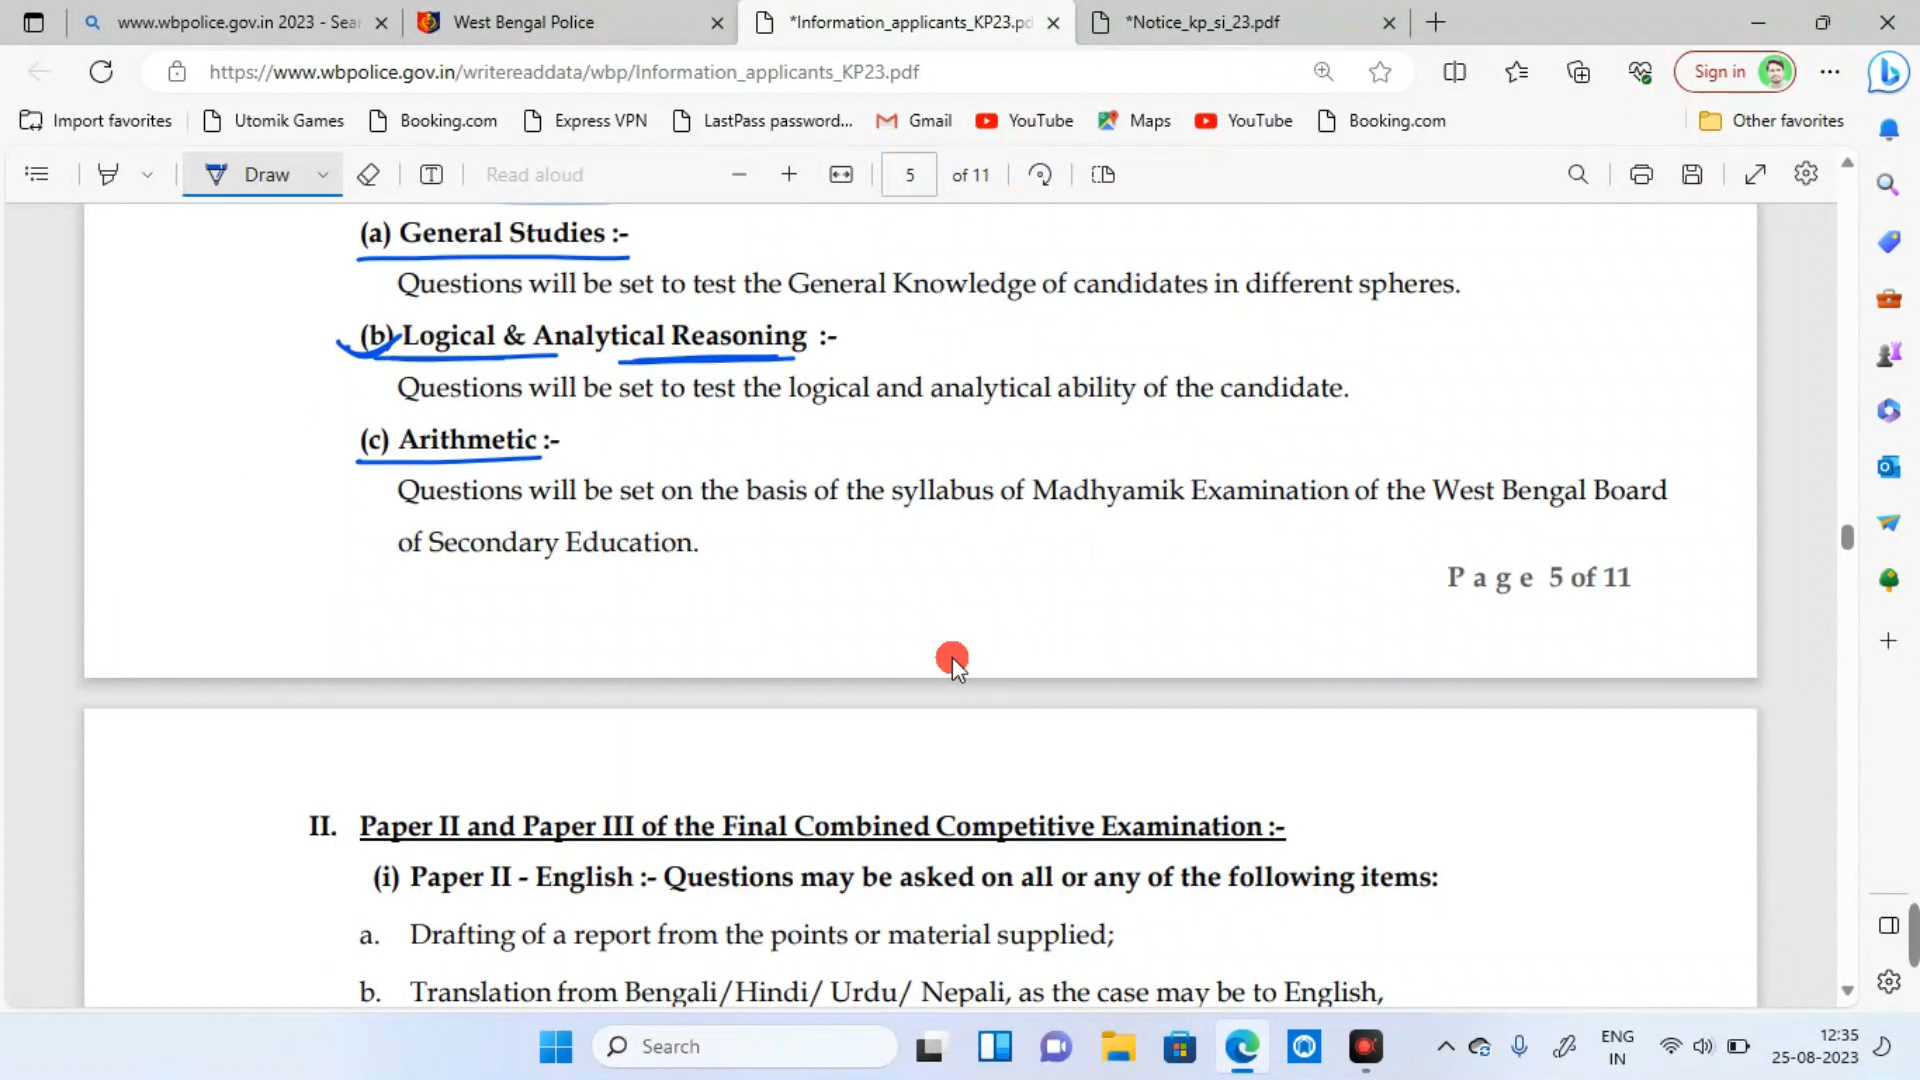 www.wbpolice.gov.in 2023 - Sea
West Bengal Police
*Information_applicants_KP23.pd
*Notice_kp_si_23.pdf
https://www.wbpolice.gov.in/writereaddata/wbp/Information_applicants_KP23.pdf
Sign in
Import favorites
Utomik Games
Booking.com
Express VPN
LastPass password...
Gmail
YouTube
Maps
YouTube
Booking.com
Other favorites
Draw
Read aloud
5 of 11
(a) General Studies :-
Questions will be set to test the General Knowledge of candidates in different spheres.
(b) Logical & Analytical Reasoning :-
Questions will be set to test the logical and analytical ability of the candidate.
(c) Arithmetic :-
Questions will be set on the basis of the syllabus of Madhyamik Examination of the West Bengal Board
of Secondary Education.
Page 5 of 11
II. Paper II and Paper III of the Final Combined Competitive Examination :-
(i) Paper II - English :- Questions may be asked on all or any of the following items:
a. Drafting of a report from the points or material supplied;
b. Translation from Bengali/Hindi/ Urdu/ Nepali, as the case may be to English,
Search
ENG
IN
12:35
25-08-2023